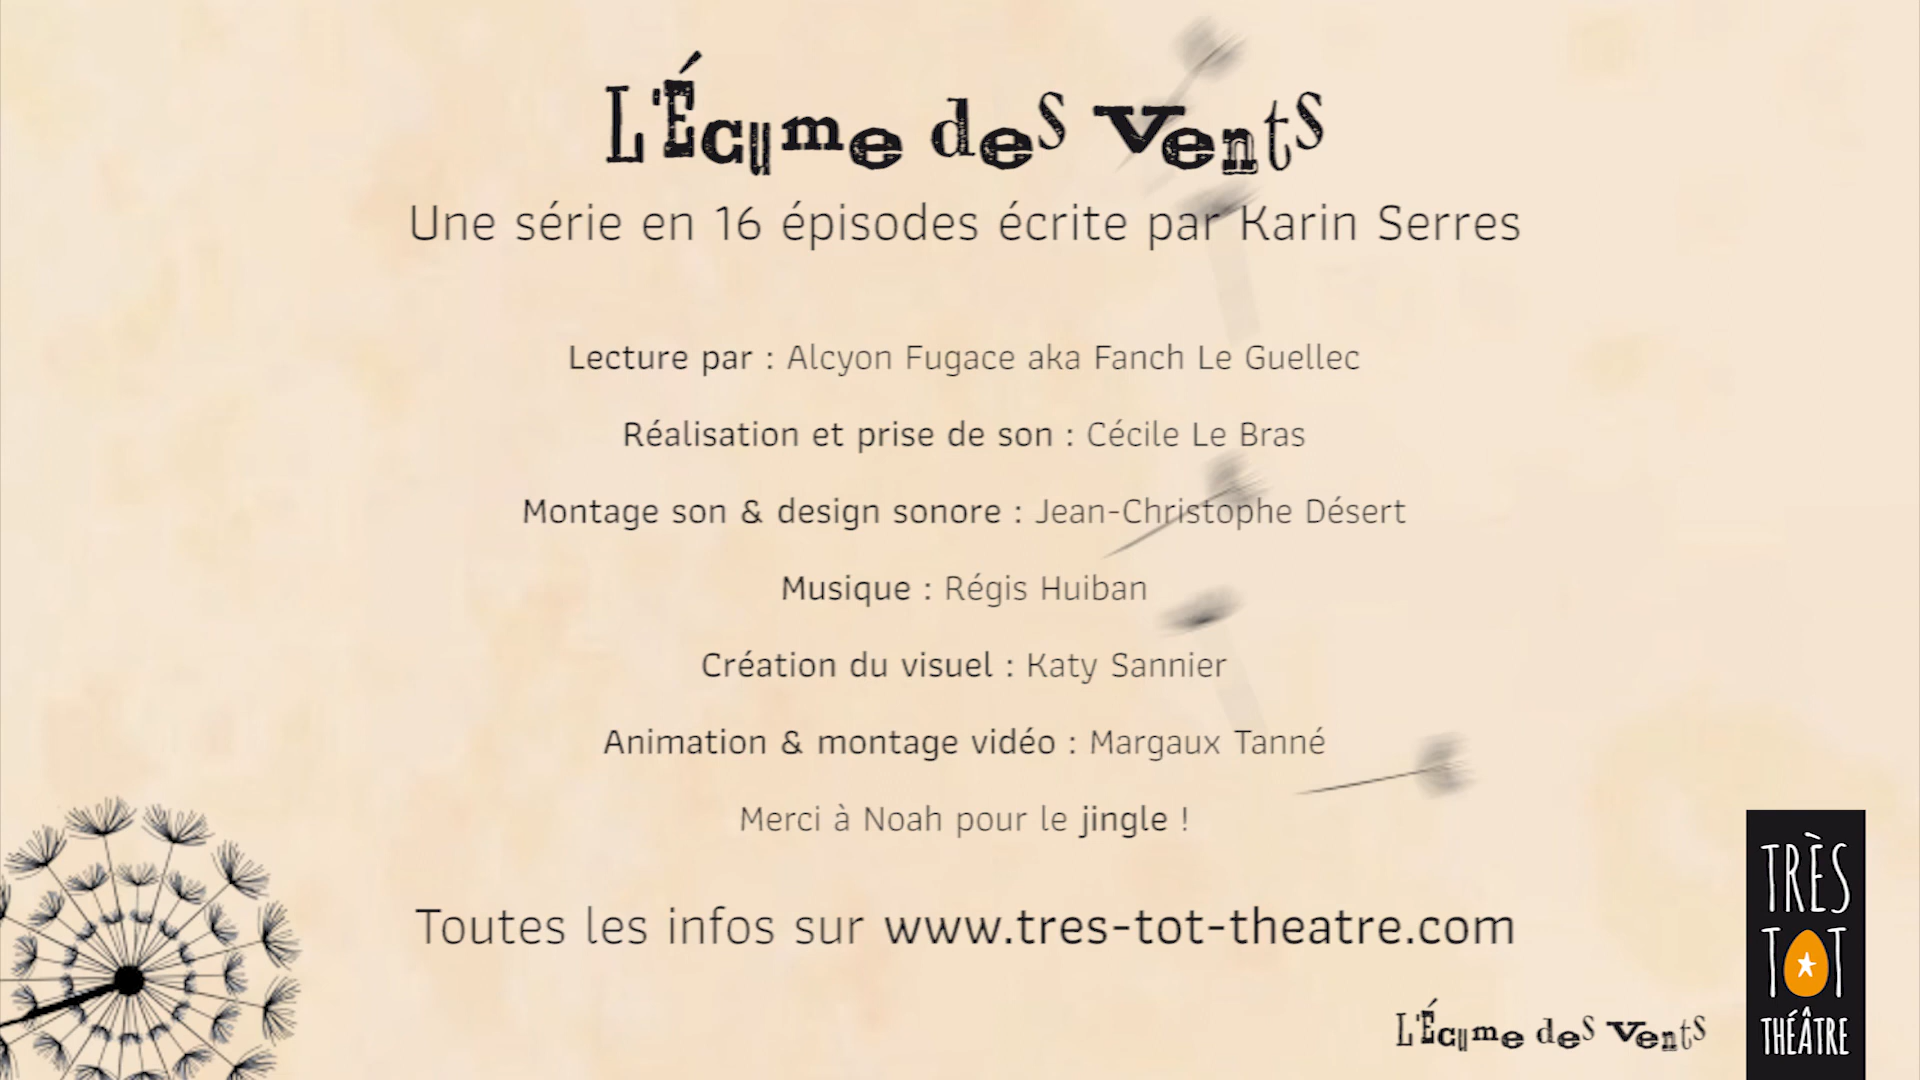 L'Écume des Vents
Une série en 16 épisodes écrite par Karin Serres
Lecture par : Alcyon Fugace aka Fanch Le Guellec
Réalisation et prise de son : Cécile Le Bras
Montage son & design sonore : Jean-Christophe Désert
Musique : Régis Huiban
Création du visuel : Katy Sannier
Animation & montage vidéo : Margaux Tanné
Merci à Noah pour le jingle !
Toutes les infos sur www.tres-tot-theatre.com
L'Écume des Vents
TRÈS
TOT
THÉÂTRE